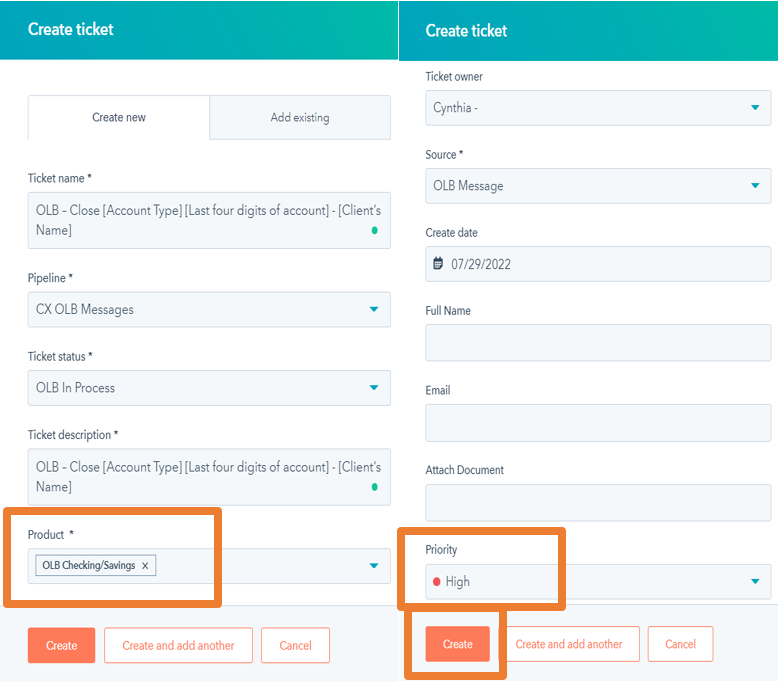 Create ticket
Create new
Add existing
Ticket name *
OLB – Close [Account Type] [Last four digits of account] - [Client's
Name]
Pipeline *
CX OLB Messages
Ticket status *
OLB In Process
Ticket description *
OLB – Close [Account Type] [Last four digits of account] - [Client's
Name]
Product *
OLB Checking/Savings x
Create
Create and add another
Cancel
Create ticket
Ticket owner
Cynthia -
Source *
OLB Message
Create date
07/29/2022
Full Name
Email
Attach Document
Priority
High
Create
Create and add another
Cancel